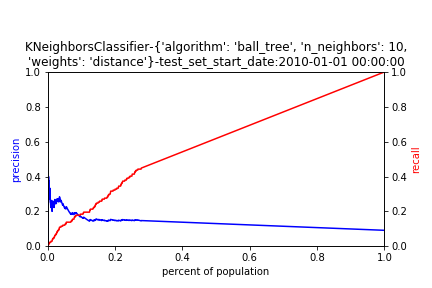 KNeighborsClassifier-{'algorithm': 'ball_tree', 'n_neighbors': 10,
'weights': 'distance'}-test_set_start_date:2010-01-01 00:00:00
1.0
0.8
0.6
0.4
0.2
0.0
precision
1.0
0.8
0.6
0.4
0.2
0.0
recall
0.0 0.2 0.4 0.6 0.8 1.0
percent of population